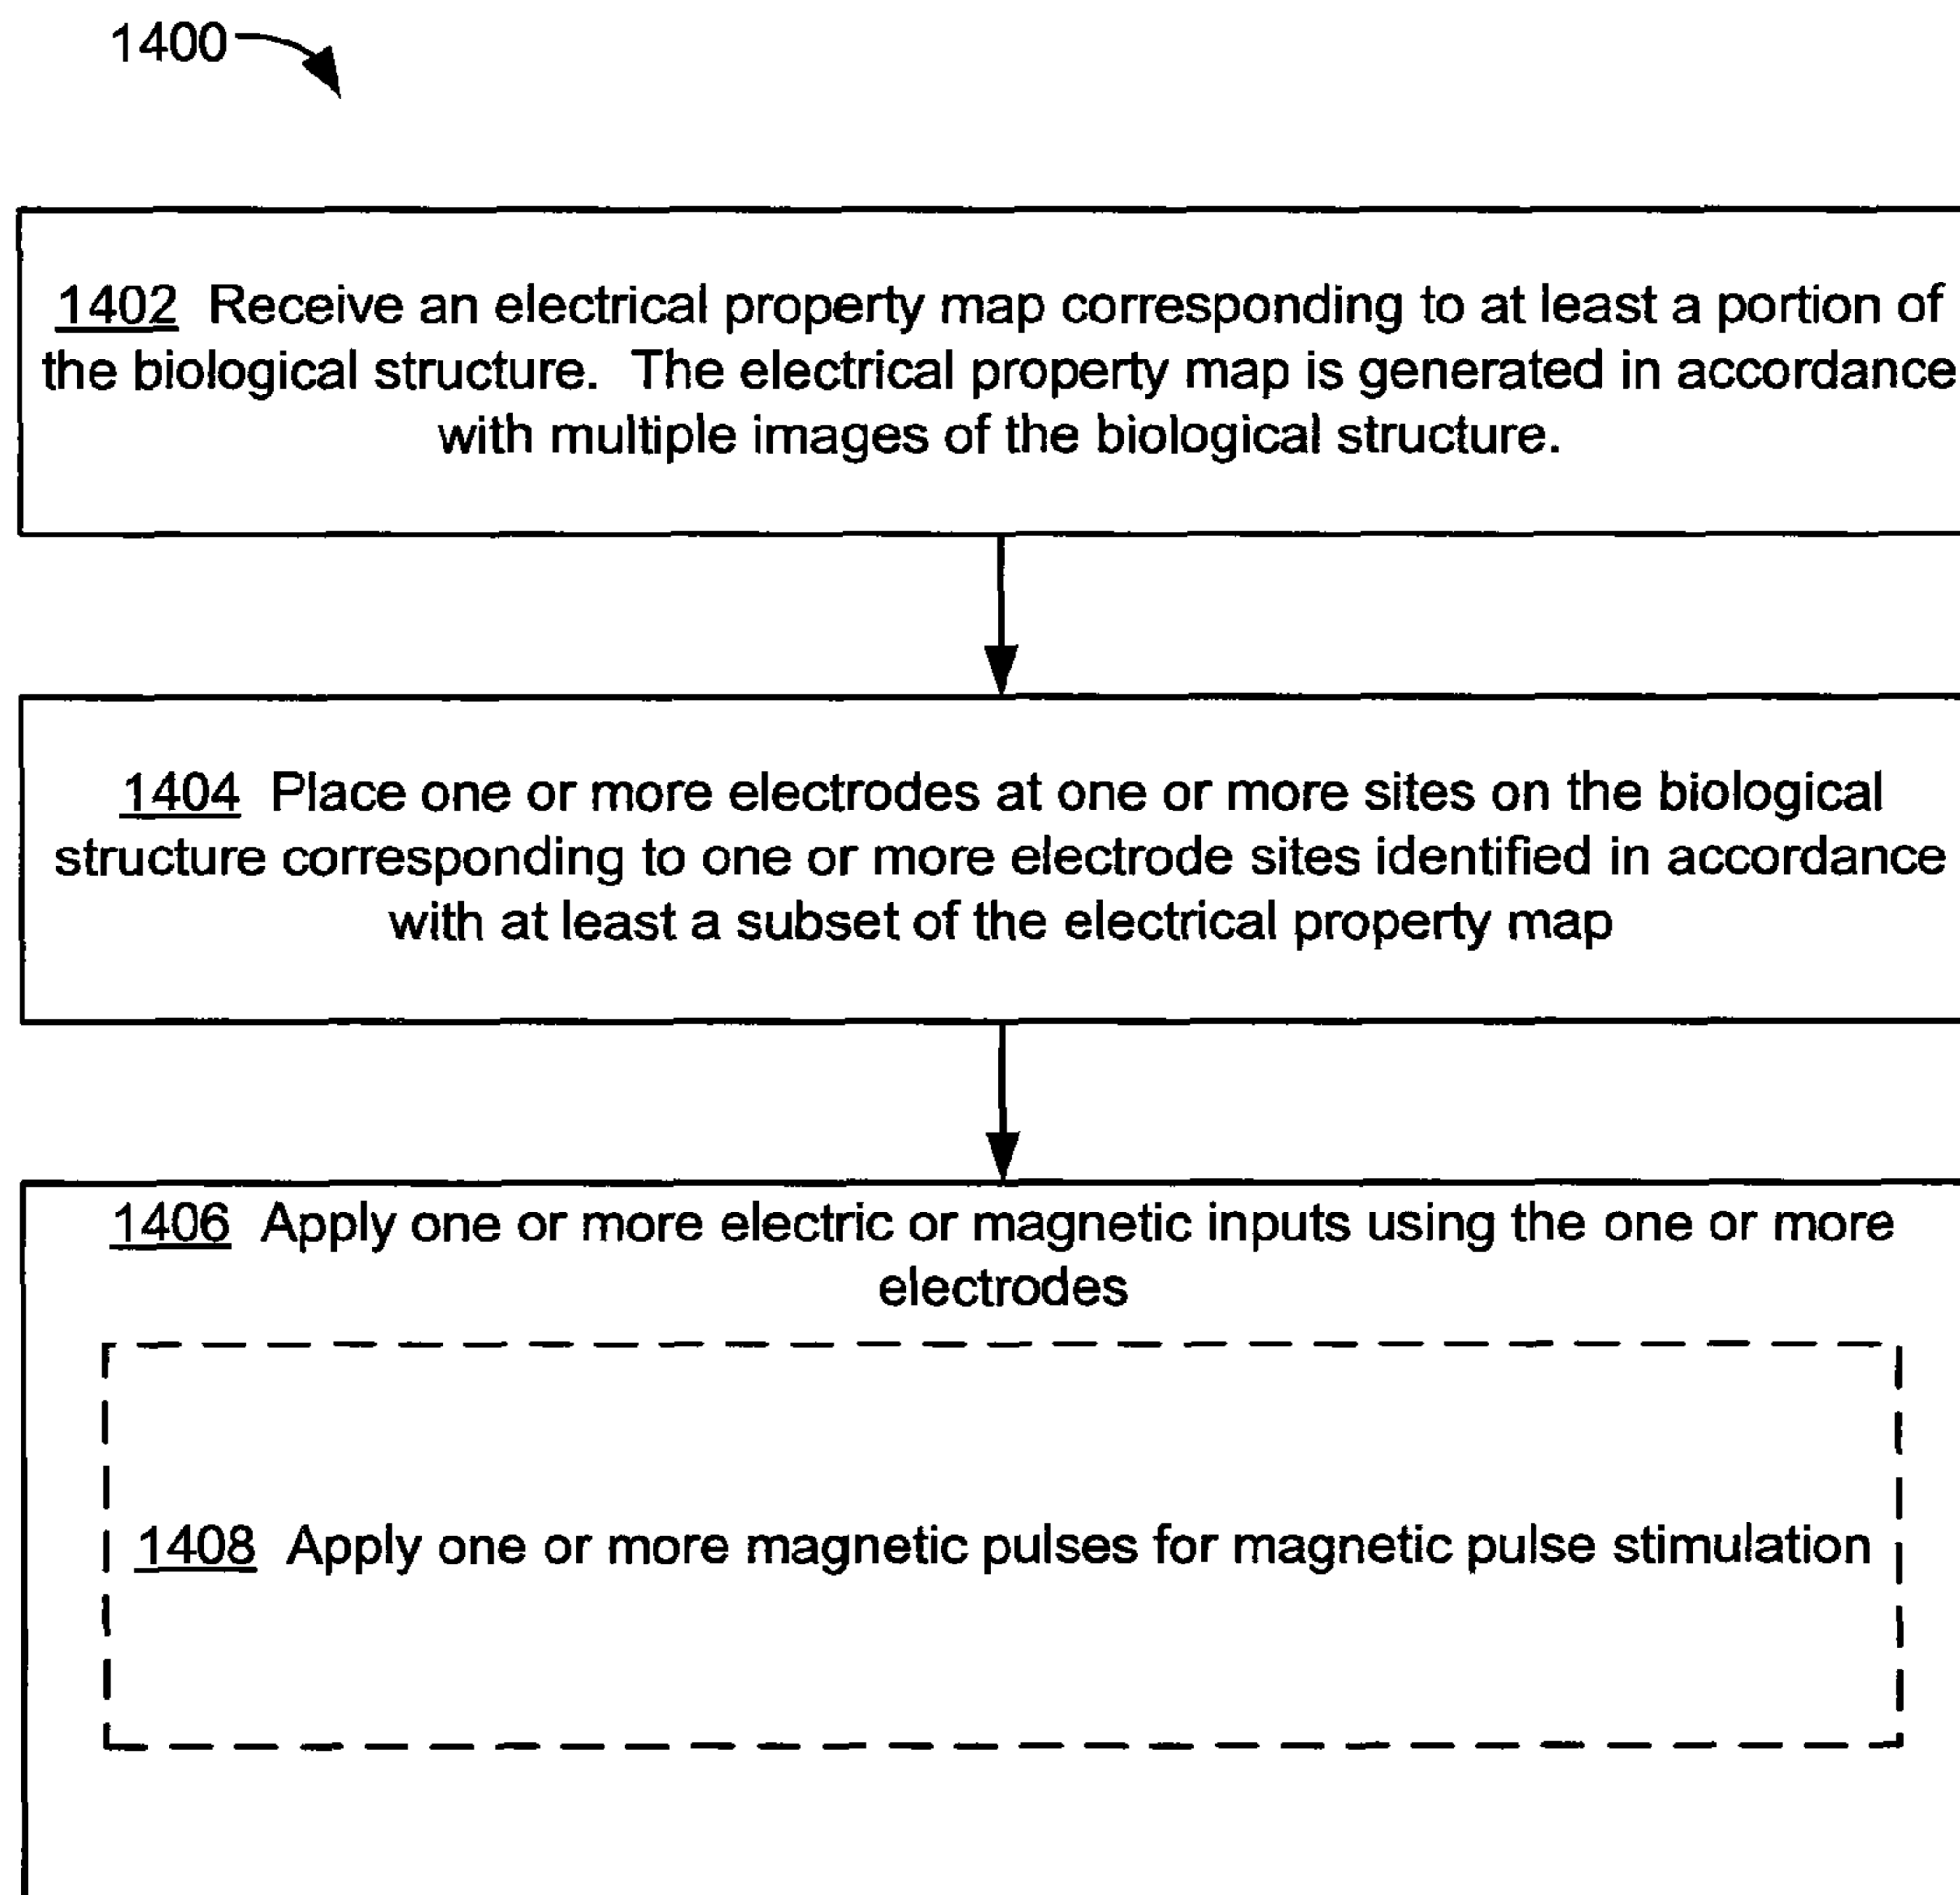 1400
1402 Receive an electrical property map corresponding to at least a portion of
the biological structure. The electrical property map is generated in accordance
with multiple images of the biological structure.
1404 Place one or more electrodes at one or more sites on the biological
structure corresponding to one or more electrode sites identified in accordance
with at least a subset of the electrical property map
1406 Apply one or more electric or magnetic inputs using the one or more
electrodes
1408 Apply one or more magnetic pulses for magnetic pulse stimulation